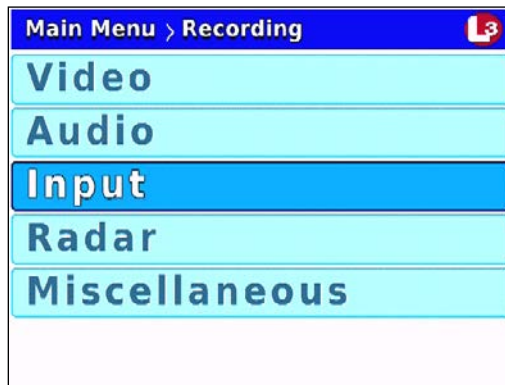 Main Menu > Recording L3
Video
Audio
Input
Radar
Miscellaneous